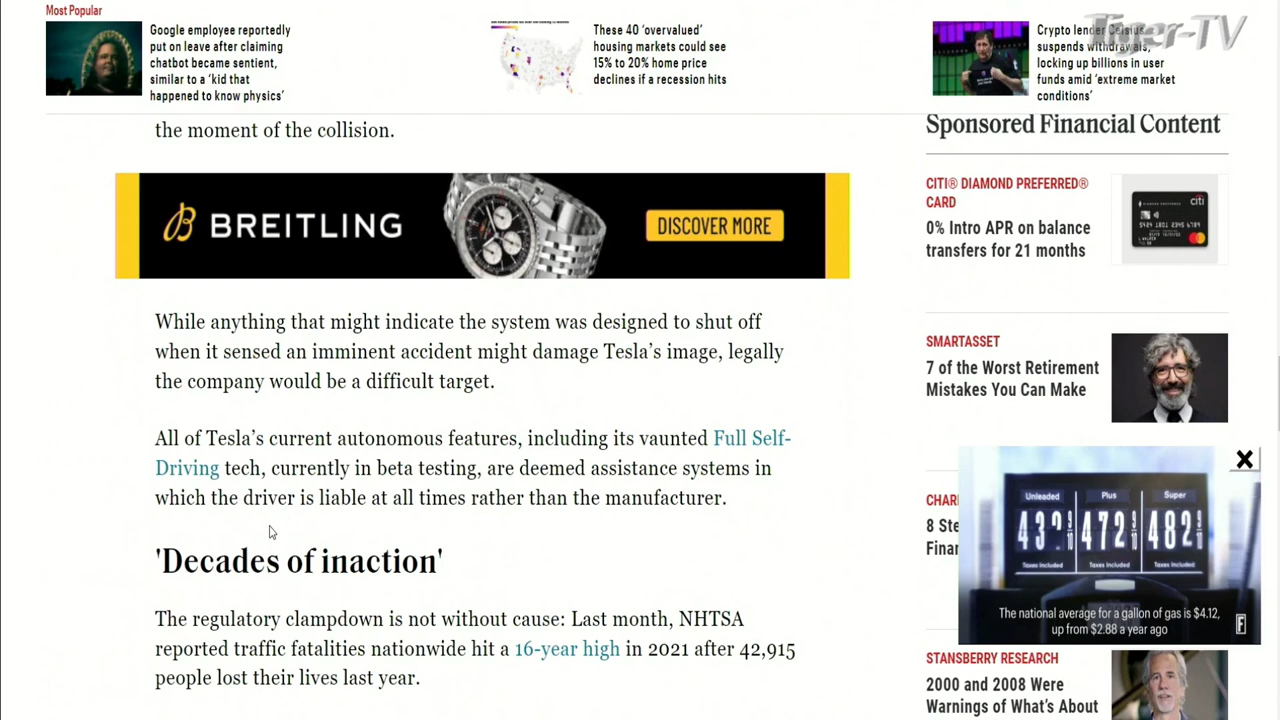 Most Popular
Google employee reportedly
put on leave after claiming
chatbot became sentient,
similar to a ‘kid that
happened to know physics’
These 40 ‘overvalued’
housing markets could see
15% to 20% home price
declines if a recession hits
Crypto lender Celsius
suspends withdrawals,
locking up billions in user
funds amid ‘extreme market
conditions’
Tiger-TV
the moment of the collision.
BREITLING
DISCOVER MORE
While anything that might indicate the system was designed to shut off
when it sensed an imminent accident might damage Tesla’s image, legally
the company would be a difficult target.
All of Tesla’s current autonomous features, including its vaunted Full Self-
Driving tech, currently in beta testing, are deemed assistance systems in
which the driver is liable at all times rather than the manufacturer.
'Decades of inaction'
The regulatory clampdown is not without cause: Last month, NHTSA
reported traffic fatalities nationwide hit a 16-year high in 2021 after 42,915
people lost their lives last year.
Sponsored Financial Content
CITI® DIAMOND PREFERRED®
CARD
0% Intro APR on balance
transfers for 21 months
citi
SMARTASSET
7 of the Worst Retirement
Mistakes You Can Make
CHAR
8 Ste
Finan
Unleaded Plus Super
472 9/10 482 9/10
Taxes Included Taxes Included Taxes Included
The national average for a gallon of gas is $4.12,
up from $2.88 a year ago
F
STANSBERRY RESEARCH
2000 and 2008 Were
Warnings of What’s About